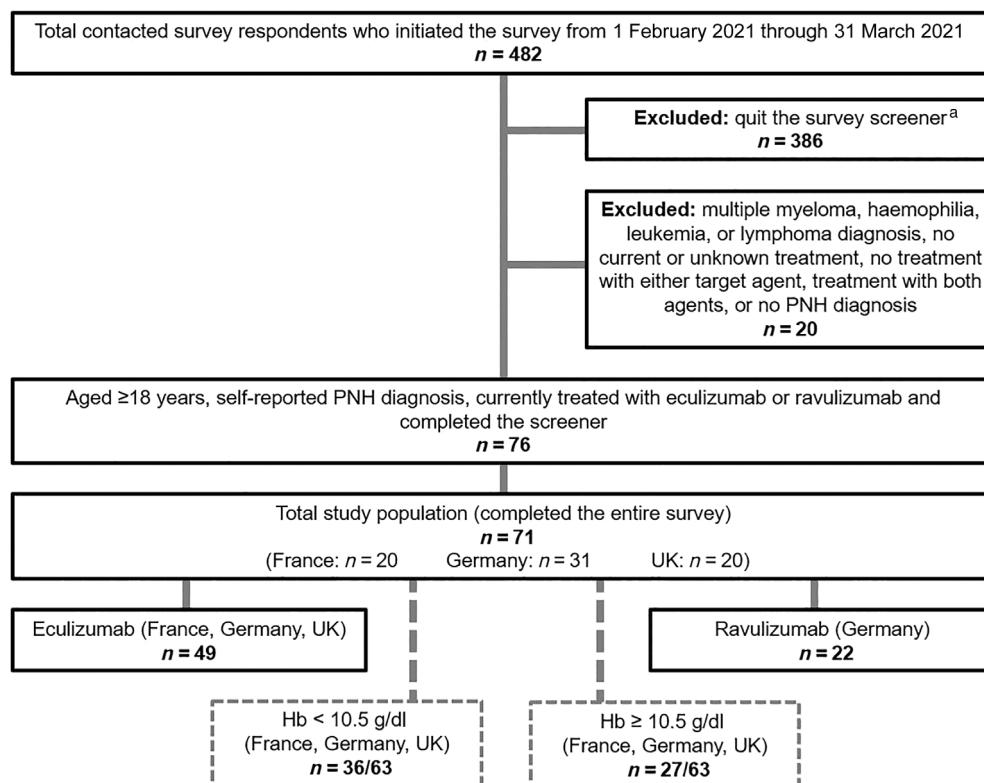 Total contacted survey respondents who initiated the survey from 1 February 2021 through 31 March 2021
n = 482
Excluded: quit the survey screenerᵃ
n = 386
Excluded: multiple myeloma, haemophilia,
leukemia, or lymphoma diagnosis, no
current or unknown treatment, no treatment
with either target agent, treatment with both
agents, or no PNH diagnosis
n = 20
Aged ≥18 years, self-reported PNH diagnosis, currently treated with eculizumab or ravulizumab and
completed the screener
n = 76
Total study population (completed the entire survey)
n = 71
(France: n = 20 Germany: n = 31 UK: n = 20)
Eculizumab (France, Germany, UK)
n = 49
Ravulizumab (Germany)
n = 22
Hb < 10.5 g/dl
(France, Germany, UK)
n = 36/63
Hb ≥ 10.5 g/dl
(France, Germany, UK)
n = 27/63